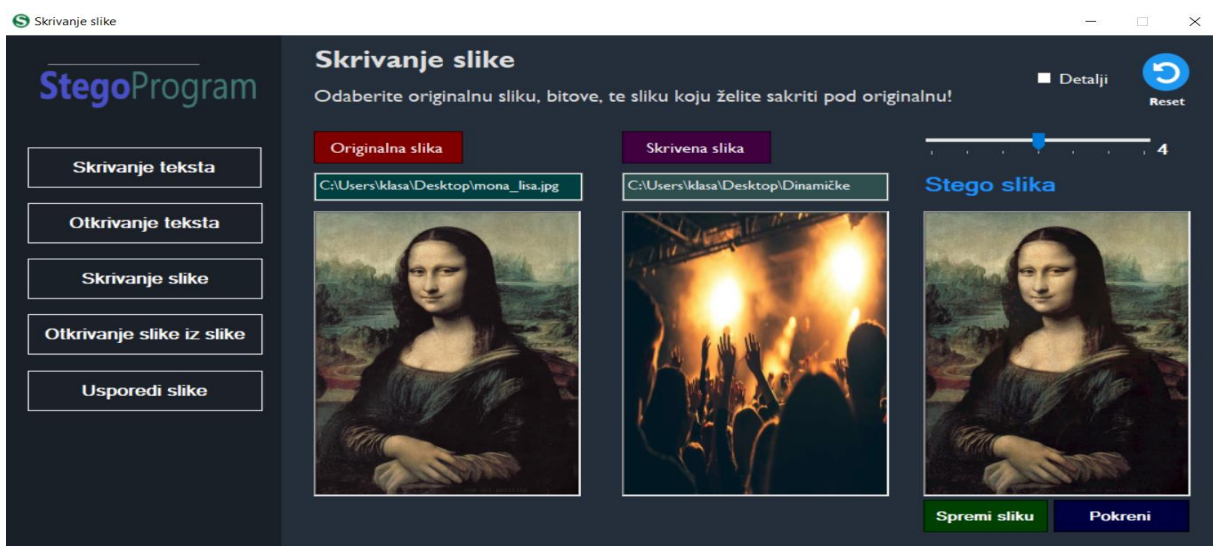 Skrivanje slike
StegoProgram
Skrivanje teksta
Otkrivanje teksta
Skrivanje slike
Otkrivanje slike iz slike
Usporedi slike
Skrivanje slike
Odaberite originalnu sliku, bitove, te sliku koju želite sakriti pod originalnu!
Detalji
Reset
Originalna slika
C:\Users\klasa\Desktop\mona_lisa.jpg
Skrivena slika
C:\Users\klasa\Desktop\Dinamičke
4
Stego slika
Spremi sliku
Pokreni